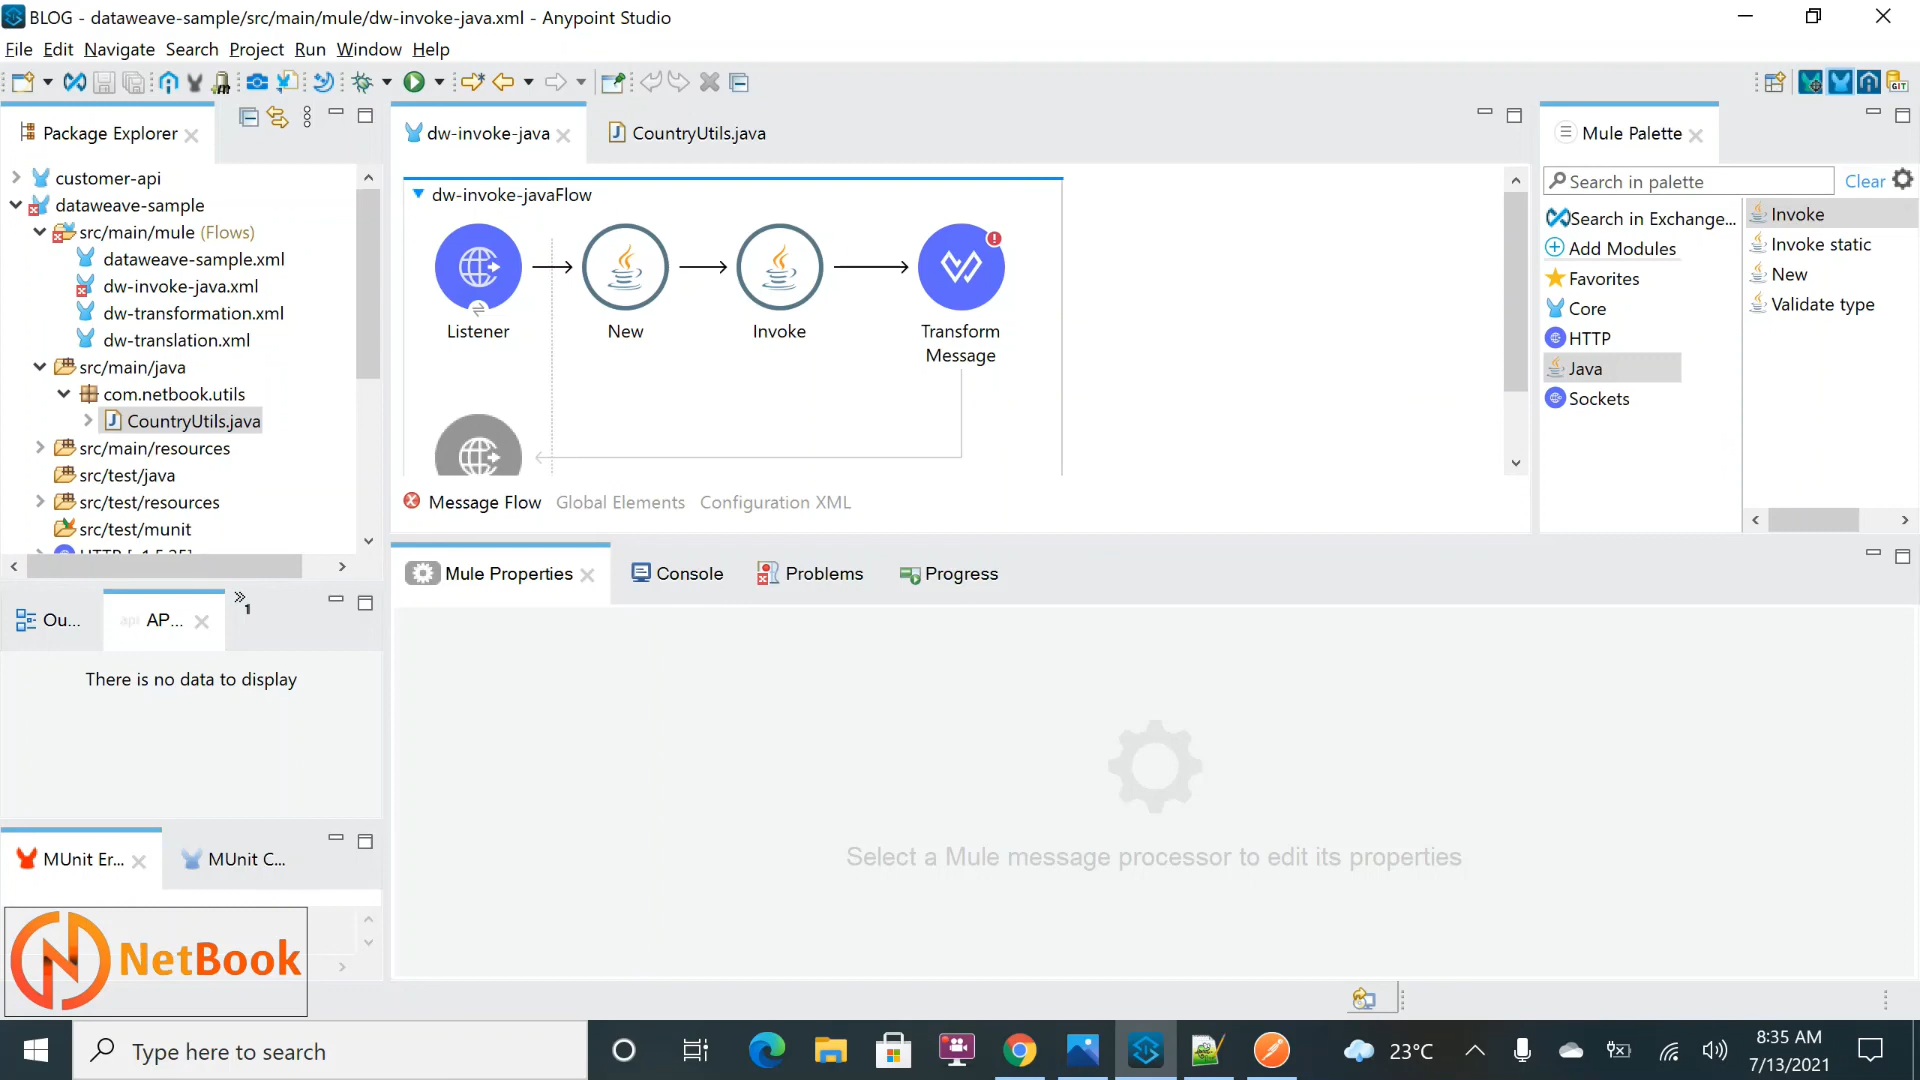 BLOG - dataweave-sample/src/main/mule/dw-invoke-java.xml - Anypoint Studio
File Edit Navigate Search Project Run Window Help
GIT
Package Explorer
customer-api
dataweave-sample
src/main/mule (Flows)
dataweave-sample.xml
dw-invoke-java.xml
dw-transformation.xml
dw-translation.xml
src/main/java
com.netbook.utils
CountryUtils.java
src/main/resources
src/test/java
src/test/resources
src/test/munit
dw-invoke-java
CountryUtils.java
dw-invoke-javaFlow
Listener
New
Invoke
Transform
Message
Message Flow Global Elements Configuration XML
Mule Palette
Search in palette
Clear
Search in Exchange...
Add Modules
Favorites
Core
HTTP
Java
Sockets
Invoke
Invoke static
New
Validate type
Ou...
api AP...
1
There is no data to display
Mule Properties
Console
Problems
Progress
Select a Mule message processor to edit its properties
MUnit Er...
MUnit C...
NetBook
Type here to search
23°C
8:35 AM
7/13/2021